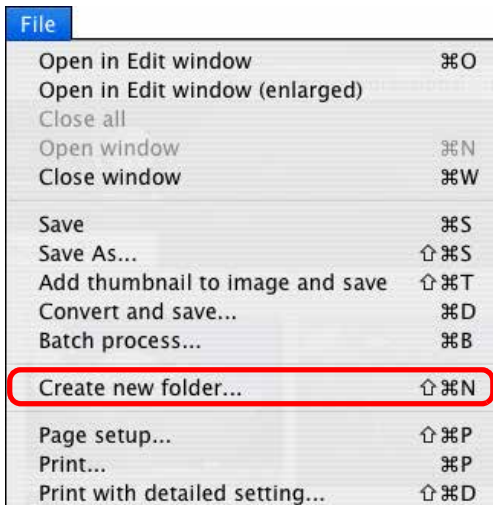 File
Open in Edit window ⌘O
Open in Edit window (enlarged)
Close all
Open window ⌘N
Close window ⌘W
Save ⌘S
Save As... ⇧⌘S
Add thumbnail to image and save ⇧⌘T
Convert and save... ⌘D
Batch process... ⌘B
Create new folder... ⇧⌘N
Page setup... ⇧⌘P
Print... ⌘P
Print with detailed setting... ⇧⌘D